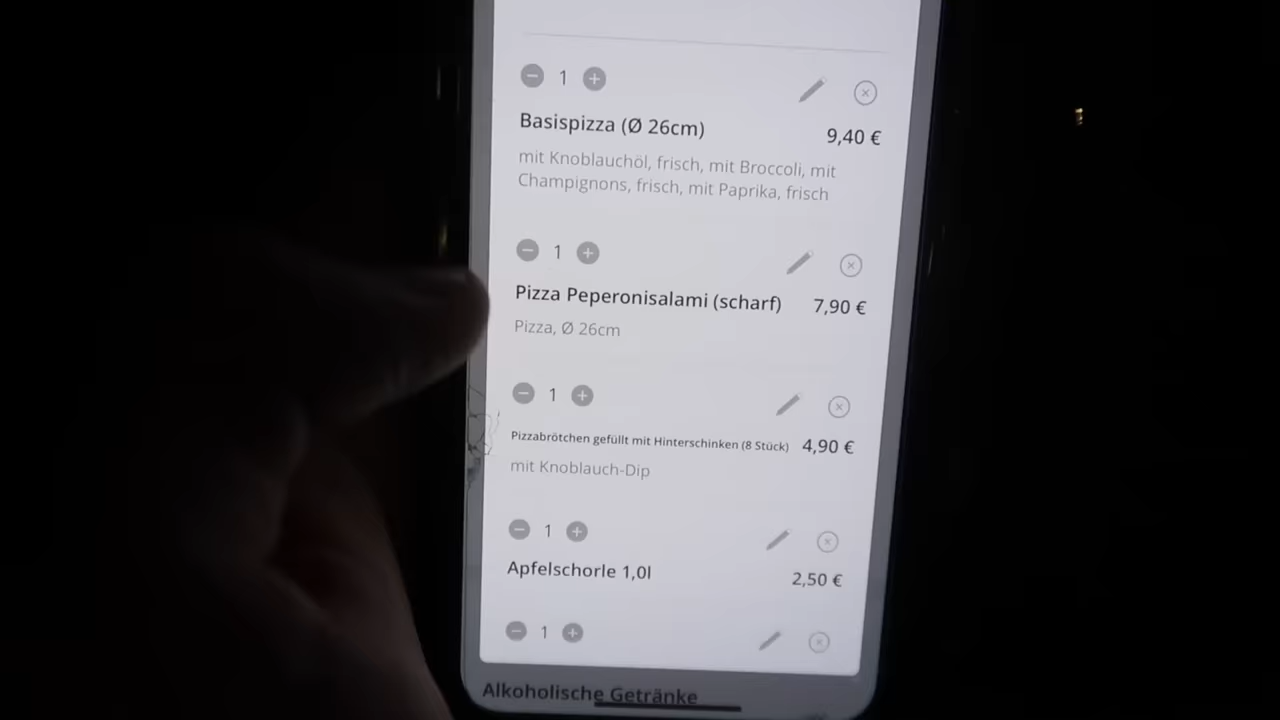 1
Basispizza (Ø 26cm)
9,40 €
mit Knoblauchöl, frisch, mit Broccoli, mit
Champignons, frisch, mit Paprika, frisch
1
Pizza Peperonisalami (scharf)
7,90 €
Pizza, Ø 26cm
1
Pizzabrötchen gefüllt mit Hinterschinken (8 Stück)
4,90 €
mit Knoblauch-Dip
1
Apfelschorle 1,0l
2,50 €
1
Alkoholische Getränke